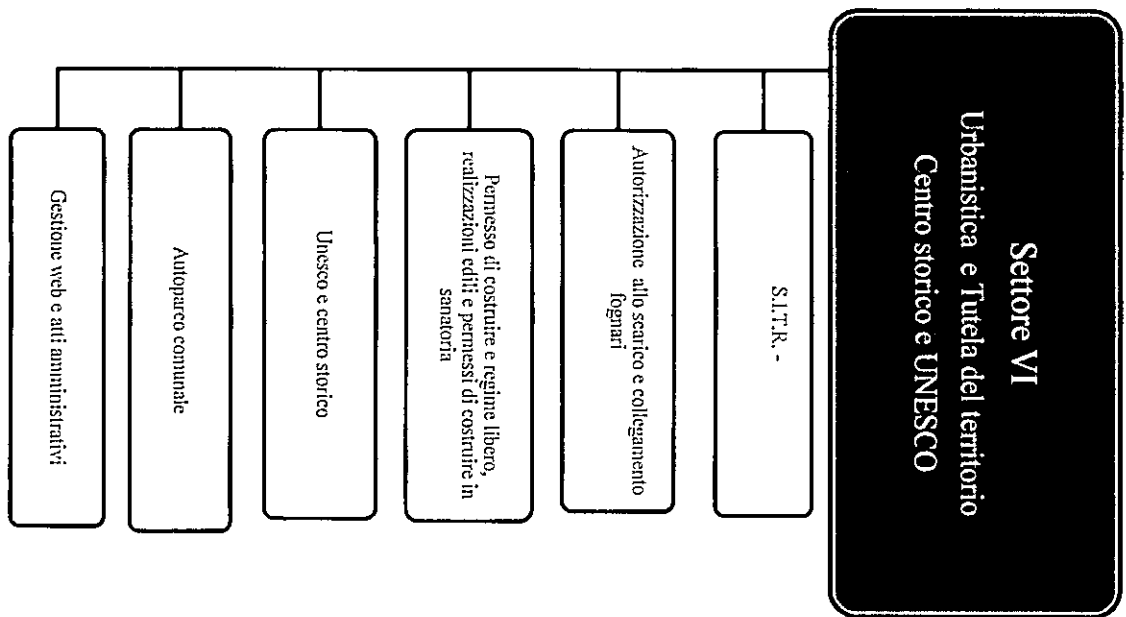 Settore VI
Urbanistica e Tutela del territorio
Centro storico e UNESCO
S.I.T.R. -
Autorizzazione allo scarico e collegamento
fognari
Permesso di costruire e regime libero,
realizzazioni edili e permessi di costruire in
sanatoria
Unesco e centro storico
Autoparco comunale
Gestione web e atti amministrativi